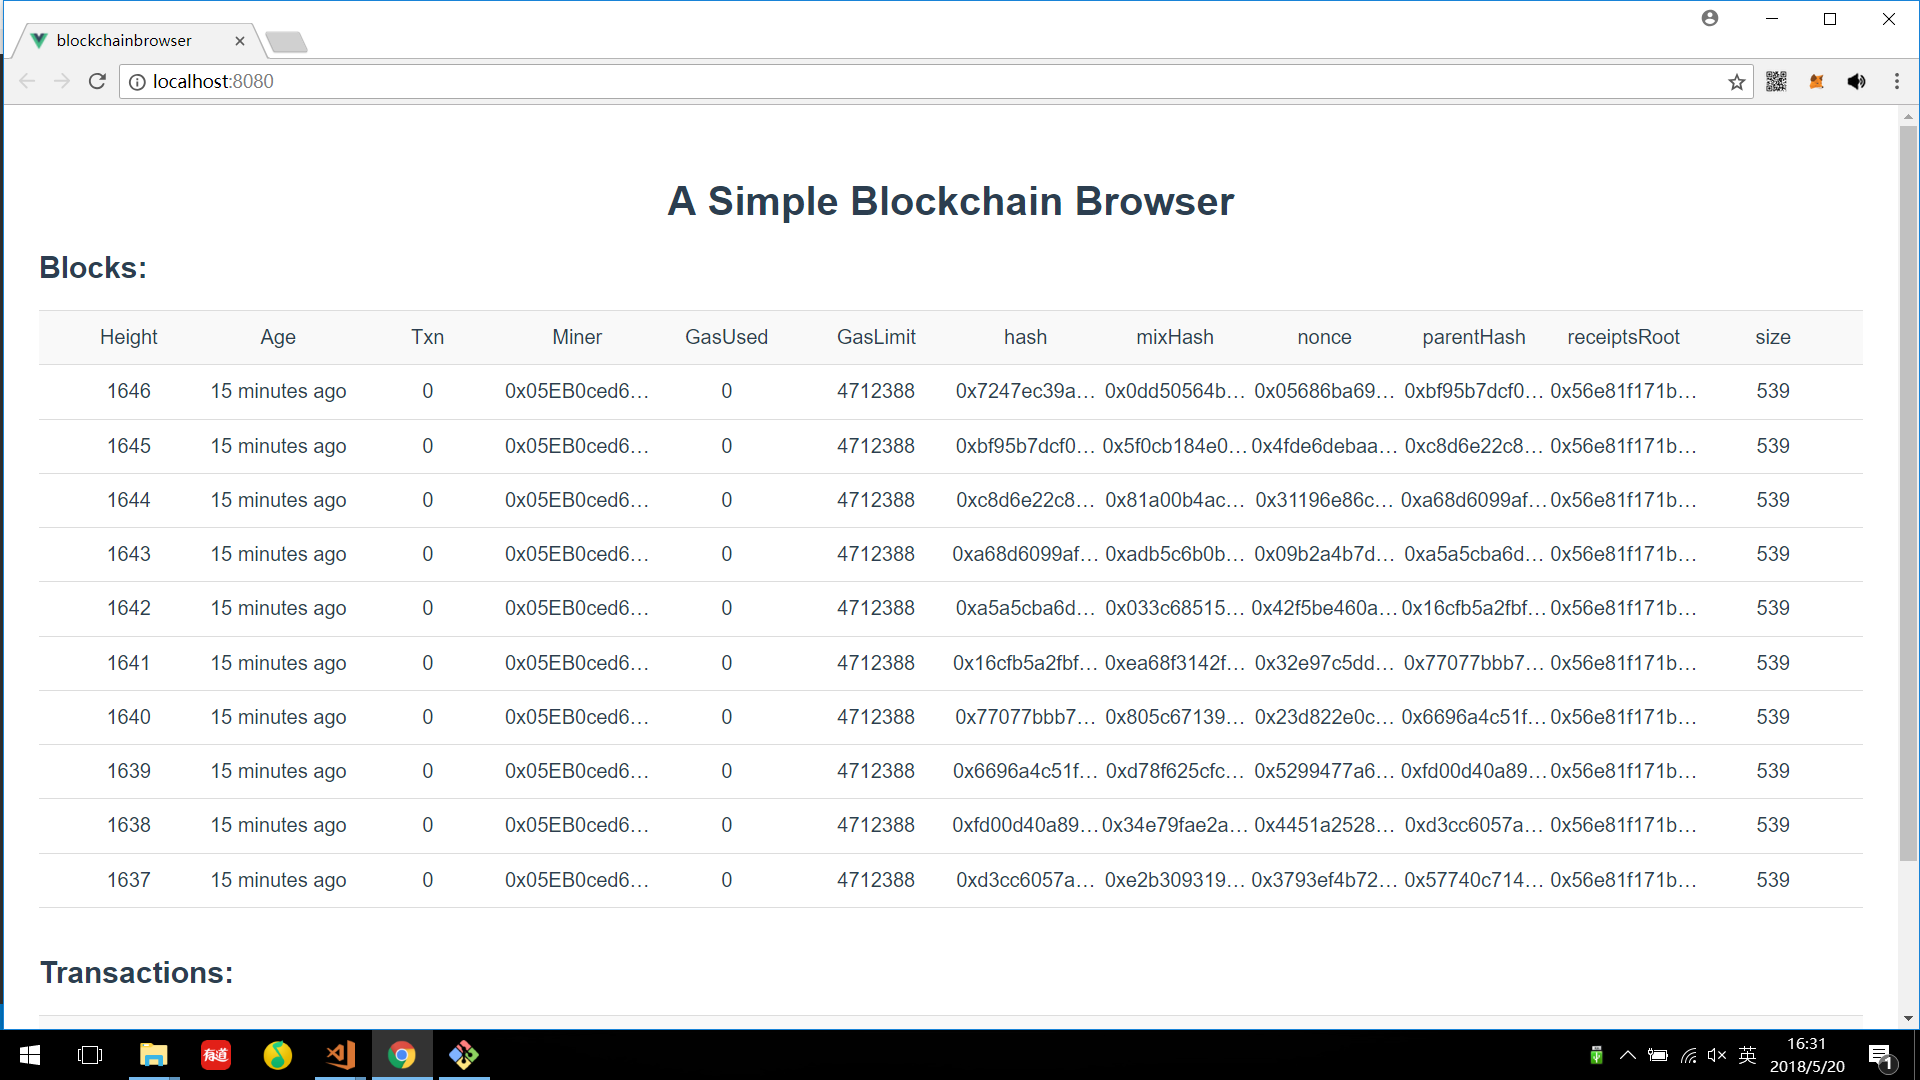 blockchainbrowser
localhost:8080
A Simple Blockchain Browser
Blocks:
Height Age Txn Miner GasUsed GasLimit hash mixHash nonce parentHash receiptsRoot size
1646 15 minutes ago 0 0x05EB0ced6... 0 4712388 0x7247ec39a... 0x0dd50564b... 0x05686ba69... 0xbf95b7dcf0... 0x56e81f171b... 539
1645 15 minutes ago 0 0x05EB0ced6... 0 4712388 0xbf95b7dcf0... 0x5f0cb184e0... 0x4fde6debaa... 0xc8d6e22c8... 0x56e81f171b... 539
1644 15 minutes ago 0 0x05EB0ced6... 0 4712388 0xc8d6e22c8... 0x81a00b4ac... 0x31196e86c... 0xa68d6099af... 0x56e81f171b... 539
1643 15 minutes ago 0 0x05EB0ced6... 0 4712388 0xa68d6099af... 0xadb5c6b0b... 0x09b2a4b7d... 0xa5a5cba6d... 0x56e81f171b... 539
1642 15 minutes ago 0 0x05EB0ced6... 0 4712388 0xa5a5cba6d... 0x033c68515... 0x42f5be460a... 0x16cfb5a2fbf... 0x56e81f171b... 539
1641 15 minutes ago 0 0x05EB0ced6... 0 4712388 0x16cfb5a2fbf... 0xea68f3142f... 0x32e97c5dd... 0x77077bbb7... 0x56e81f171b... 539
1640 15 minutes ago 0 0x05EB0ced6... 0 4712388 0x77077bbb7... 0x805c67139... 0x23d822e0c... 0x6696a4c51f... 0x56e81f171b... 539
1639 15 minutes ago 0 0x05EB0ced6... 0 4712388 0x6696a4c51f... 0xd78f625cfc... 0x5299477a6... 0xfd00d40a89... 0x56e81f171b... 539
1638 15 minutes ago 0 0x05EB0ced6... 0 4712388 0xfd00d40a89... 0x34e79fae2a... 0x4451a2528... 0xd3cc6057a... 0x56e81f171b... 539
1637 15 minutes ago 0 0x05EB0ced6... 0 4712388 0xd3cc6057a... 0xe2b309319... 0x3793ef4b72... 0x57740c714... 0x56e81f171b... 539
Transactions:
有道
英
16:31
2018/5/20
1